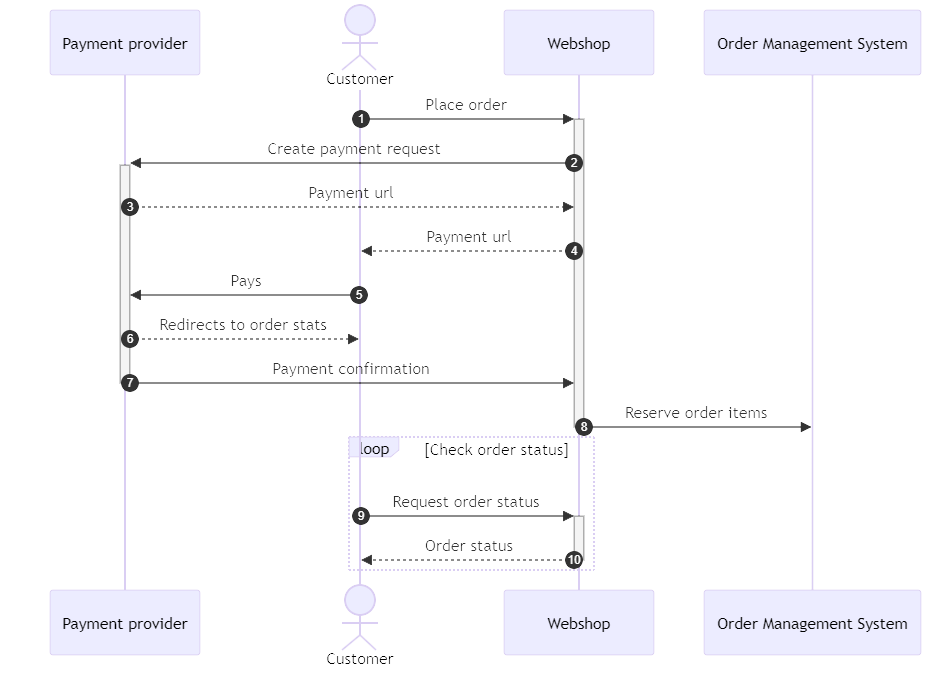 Payment provider
Customer
Webshop
Order Management System
Place order
1
Create payment request
2
Payment url
3
Payment url
4
Pays
5
Redirects to order stats
6
Payment confirmation
7
Reserve order items
8
loop
[Check order status]
Request order status
9
Order status
10
Payment provider
Customer
Webshop
Order Management System